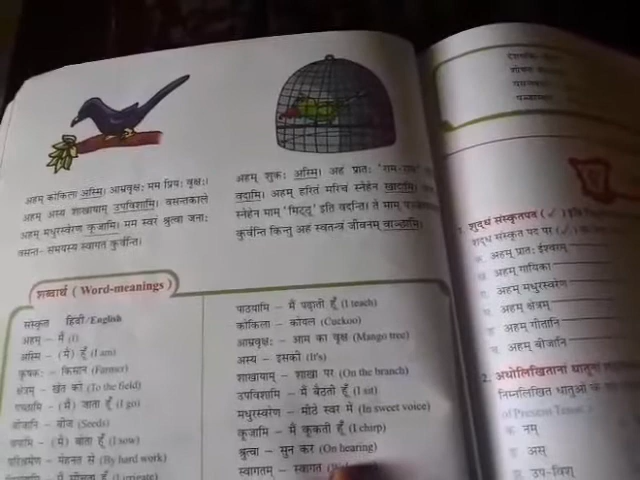 अहम् कोकिला अस्मि। आम्रवृक्षः मम प्रियः वृक्षः।
अहम् अस्य शाखायाम् उपविशामि। वसन्तकाले
अहम् मधुरस्वरेण कूजामि। मम स्वरं श्रुत्वा जनाः
वसन्त- समयस्य स्वागतं कुर्वन्ति।
अहम् शुकः अस्मि। अहं प्रातः 'राम-राम'
वदामि। अहम् हरितं मरिचं स्नेहेन खादामि।
स्नेहेन माम् 'मिट्ठू' इति वदन्ति। ते माम्
कुर्वन्ति किन्तु अहं स्वतन्त्रं जीवनम् वाञ्छामि।
शब्दार्थ ( Word-meanings )
संस्कृत हिंदी/English
अहम् – मैं (I)
अस्मि – (मैं) हूँ (I am)
कृषकः – किसान (Farmer)
क्षेत्रम् – खेत को (To the field)
गच्छामि – (मैं) जाता हूँ (I go)
बीजानि – बीज (Seeds)
वपामि – (मैं) बोता हूँ (I sow)
परिश्रमेण – मेहनत से (By hard work)
पाठयामि – मैं पढ़ाती हूँ (I teach)
कोकिला – कोयल (Cuckoo)
आम्रवृक्षः – आम का वृक्ष (Mango tree)
अस्य – इसकी (It's)
शाखायाम् – शाखा पर (On the branch)
उपविशामि – मैं बैठती हूँ (I sit)
मधुरस्वरेण – मीठे स्वर में (In sweet voice)
कूजामि – मैं कूकती हूँ (I chirp)
श्रुत्वा – सुन कर (On hearing)
स्वागतम् – स्वागत
1. शुद्धं संस्कृतपदं (✓)
शुद्ध संस्कृत पद पर (✓)
क. अहम् प्रातः ईश्वरम्
ख. अहम् गायिका
ग. अहम् मधुरस्वरेण
घ. अहम् क्षेत्रम्
ङ. अहम् गीतानि
च. अहम् बीजानि
2. अधोलिखितानां धातूनां
निम्नलिखित धातुओं के
of Present Tense
क. नम्
ख. अस्
ग. उप-विश्